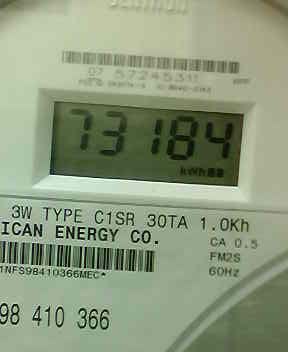 07 57245311
73184
kWh
3W TYPE C1SR 30TA 1.0Kh
ICAN ENERGY CO.
CA 0.5
FM2S
1NFS98410366MEC*
60Hz
98 410 366